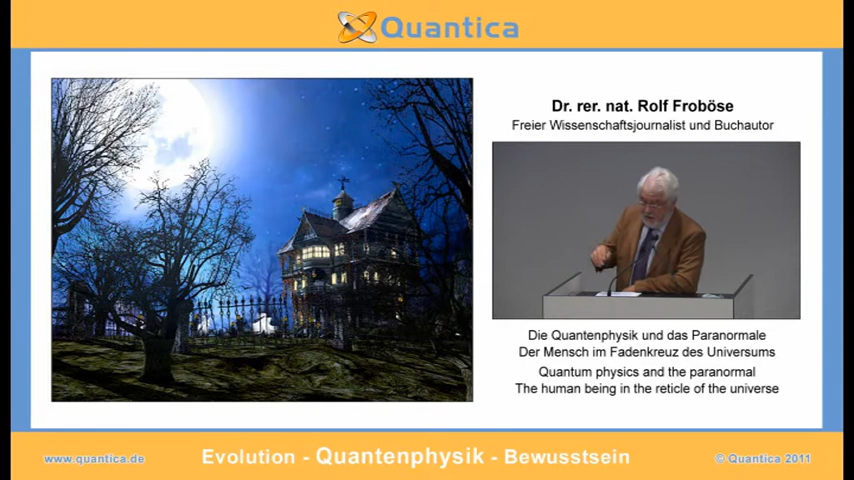 Quantica
Dr. rer. nat. Rolf Froböse
Freier Wissenschaftsjournalist und Buchautor
Die Quantenphysik und das Paranormale
Der Mensch im Fadenkreuz des Universums
Quantum physics and the paranormal
The human being in the reticle of the universe
www.quantica.de
Evolution - Quantenphysik - Bewusstsein
© Quantica 2011